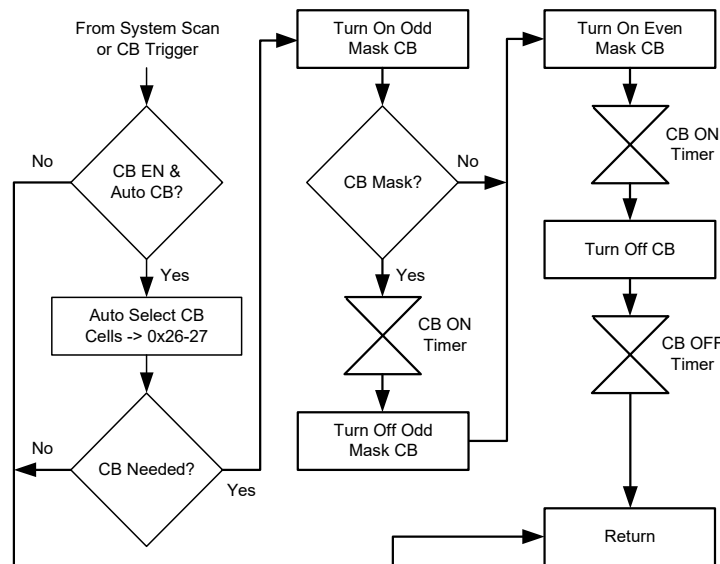 From System Scan
or CB Trigger
No
CB EN &
Auto CB?
Yes
Auto Select CB
Cells -> 0x26-27
No
CB Needed?
Yes
Turn On Odd
Mask CB
CB Mask?
No
Yes
CB ON
Timer
Turn Off Odd
Mask CB
Turn On Even
Mask CB
CB ON
Timer
Turn Off CB
CB OFF
Timer
Return